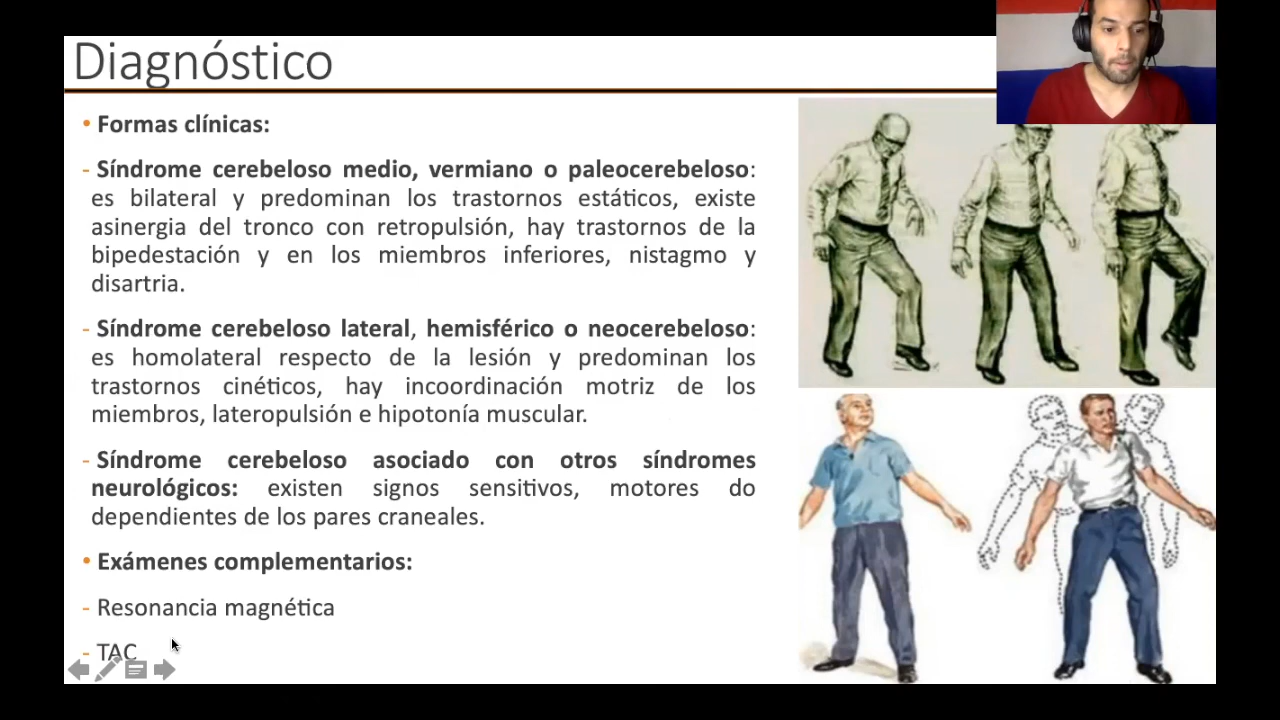 Diagnóstico
• Formas clínicas:
- Síndrome cerebeloso medio, vermiano o paleocerebeloso:
es bilateral y predominan los trastornos estáticos, existe
asinergia del tronco con retropulsión, hay trastornos de la
bipedestación y en los miembros inferiores, nistagmo y
disartria.
- Síndrome cerebeloso lateral, hemisférico o neocerebeloso:
es homolateral respecto de la lesión y predominan los
trastornos cinéticos, hay incoordinación motriz de los
miembros, lateropulsión e hipotonía muscular.
- Síndrome cerebeloso asociado con otros síndromes
neurológicos: existen signos sensitivos, motores do
dependientes de los pares craneales.
• Exámenes complementarios:
- Resonancia magnética
- TAC